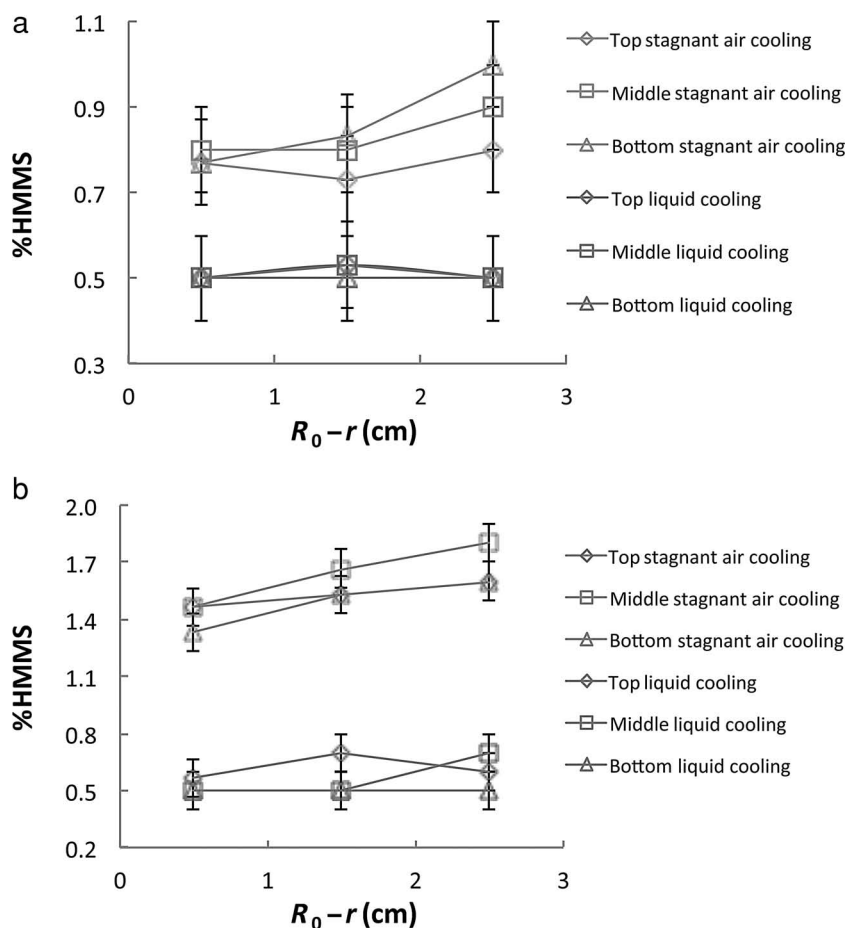 a
1.1
0.9
0.7
0.5
0.3
%HMMS
0 1 2 3
R0 – r (cm)
Top stagnant air cooling
Middle stagnant air cooling
Bottom stagnant air cooling
Top liquid cooling
Middle liquid cooling
Bottom liquid cooling
b
2.0
1.7
1.4
1.1
0.8
0.5
0.2
%HMMS
0 1 2 3
R0 – r (cm)
Top stagnant air cooling
Middle stagnant air cooling
Bottom stagnant air cooling
Top liquid cooling
Middle liquid cooling
Bottom liquid cooling